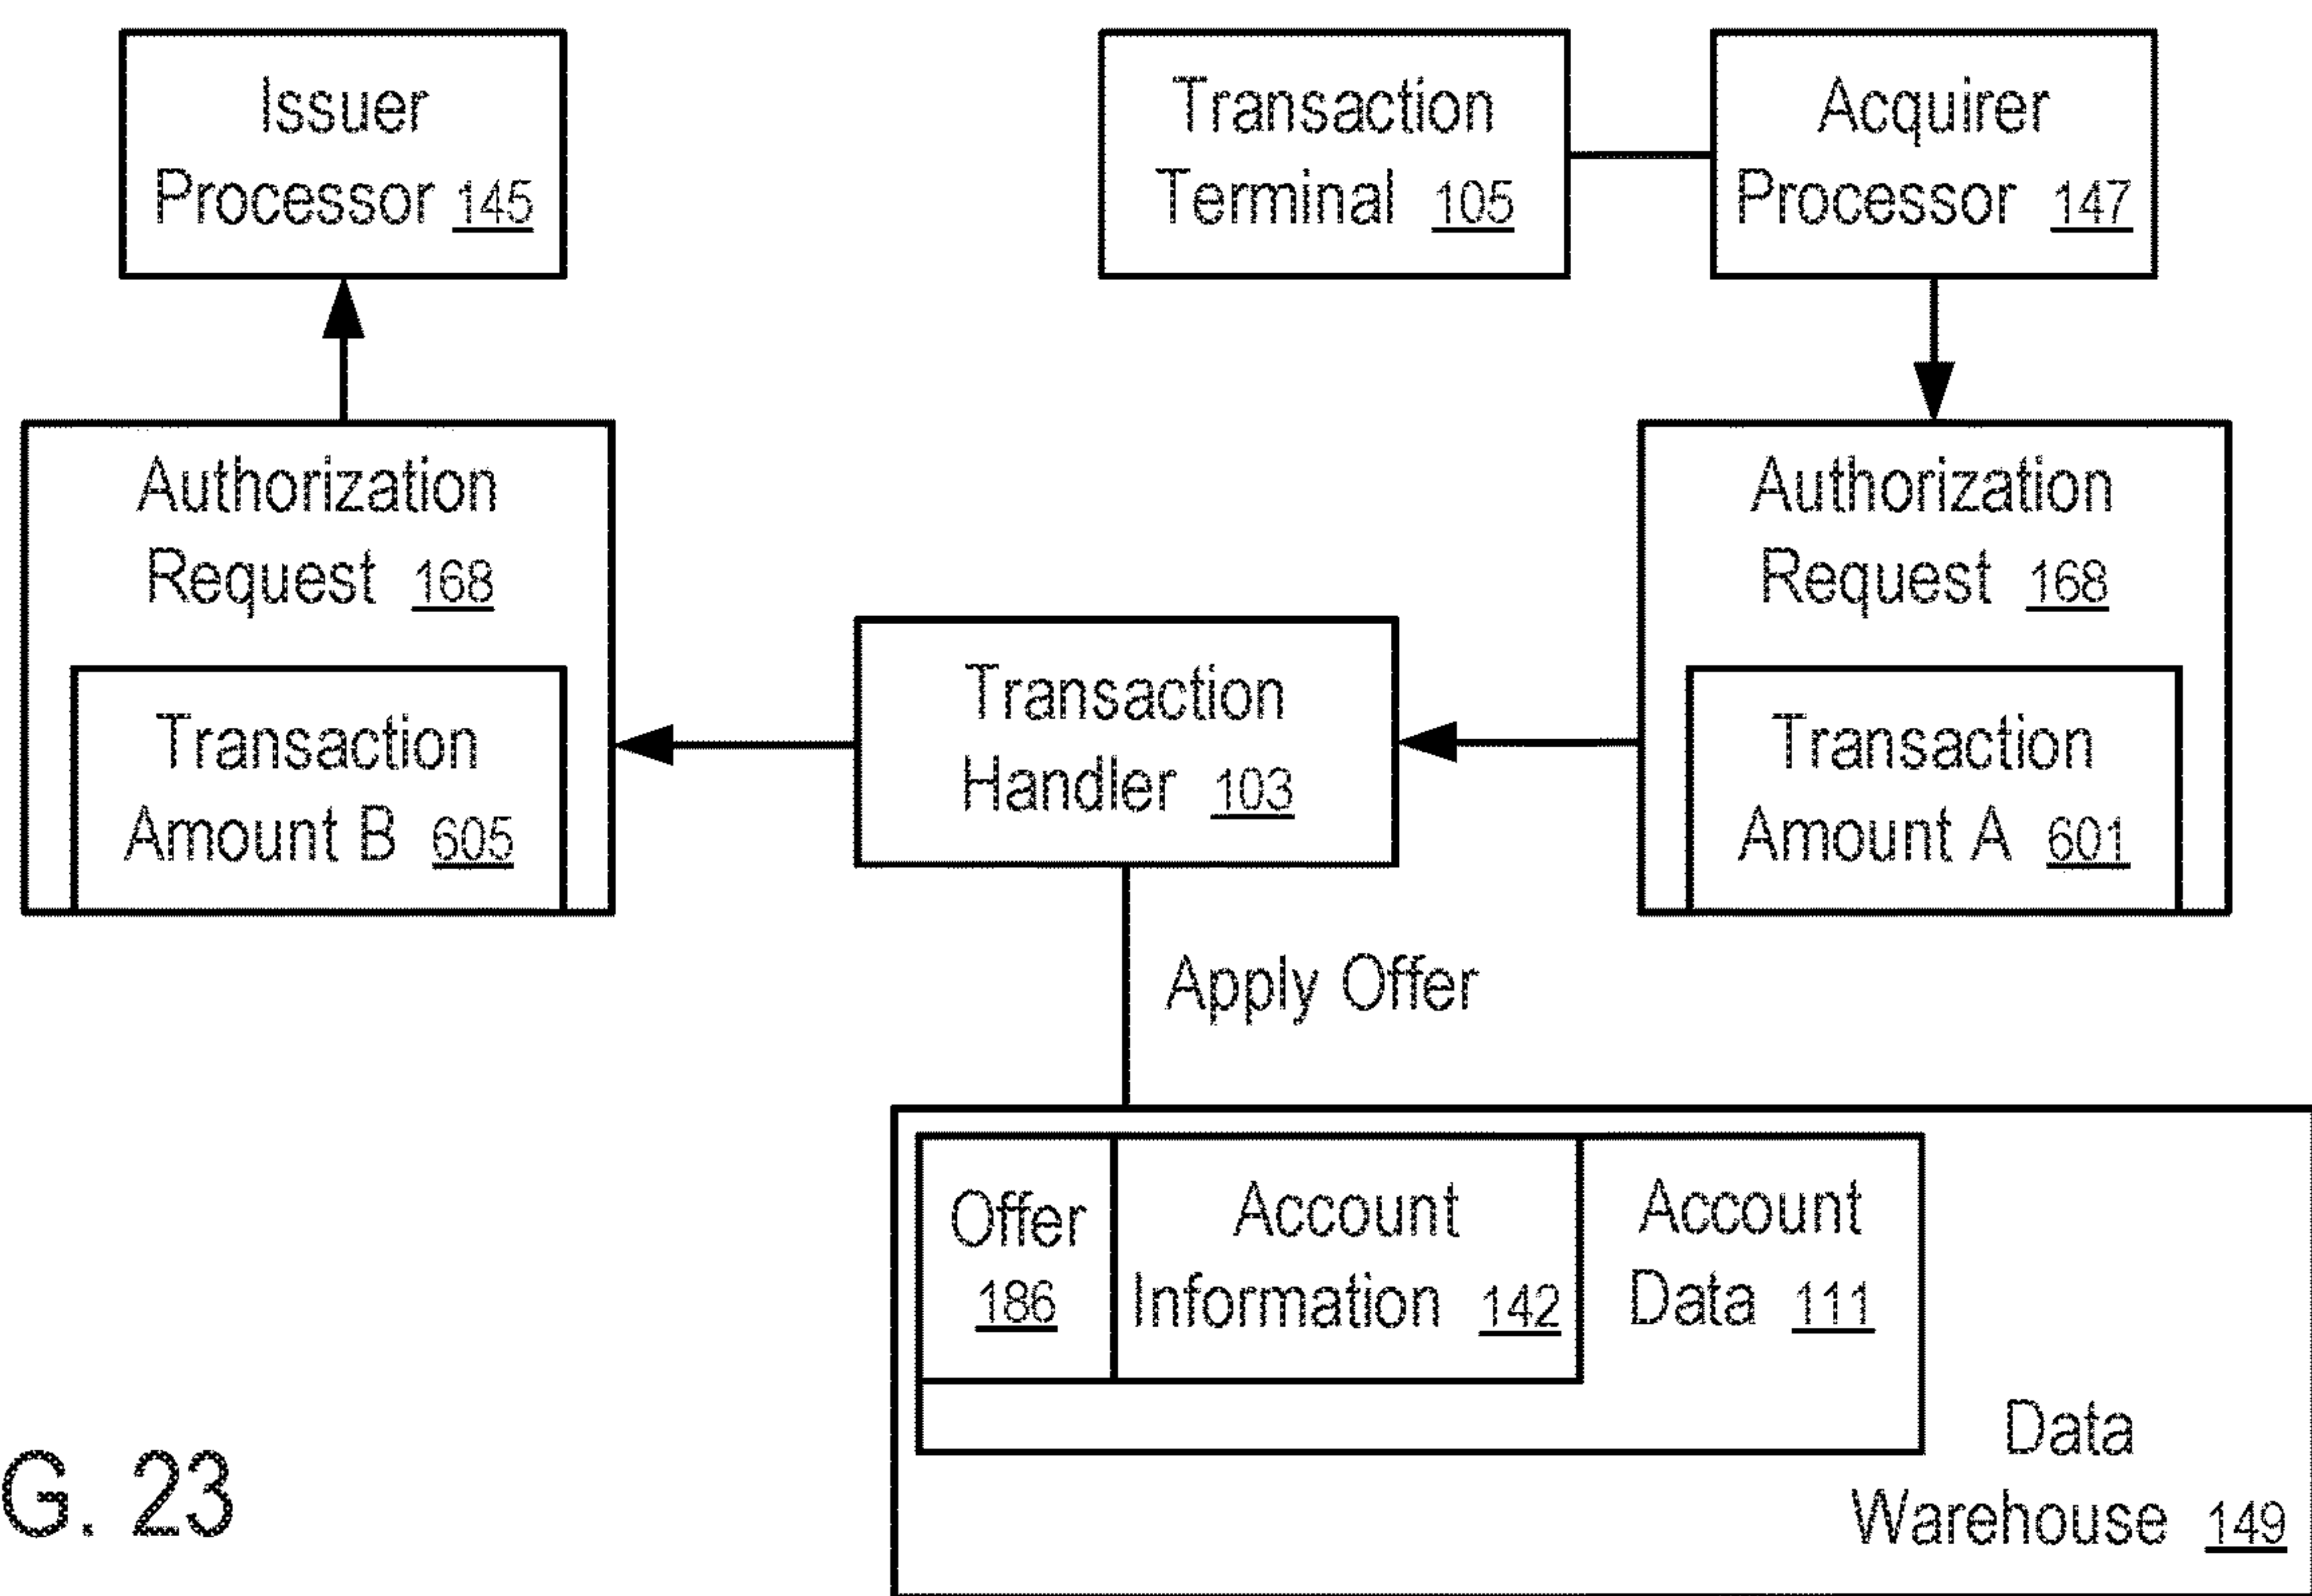 Issuer
Processor 145
Transaction
Terminal 105
Acquirer
Processor 147
Authorization
Request 168
Transaction
Amount B 605
Transaction
Handler 103
Authorization
Request 168
Transaction
Amount A 601
Apply Offer
Offer
186
Account
Information 142
Account
Data 111
Data
Warehouse 149
G. 23